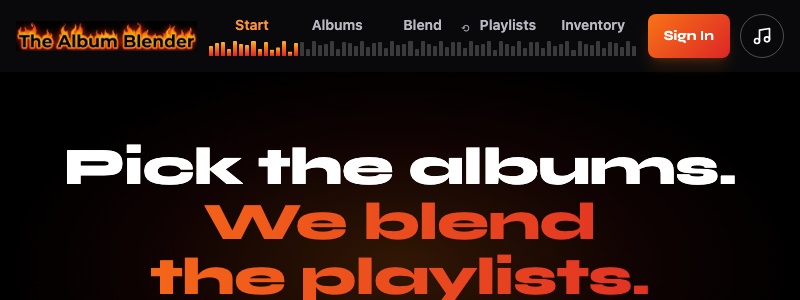 The Album Blender
Start
Albums
Blend
Playlists
Inventory
Sign In
Pick the albums.
We blend
the playlists.